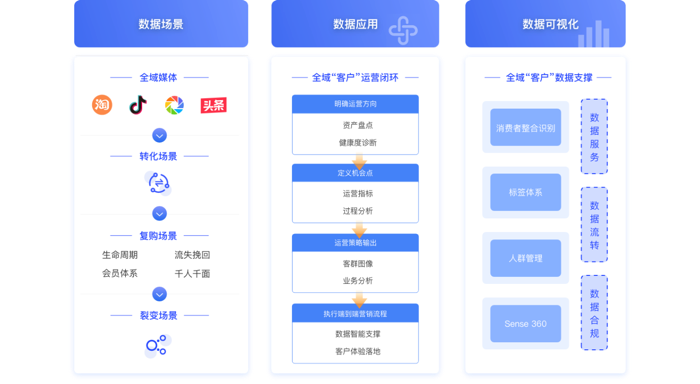 数据场景
全域媒体
淘
头条
转化场景
复购场景
生命周期 流失挽回
会员体系 千人千面
裂变场景
数据应用
全域“客户”运营闭环
明确运营方向
资产盘点
健康度诊断
定义机会点
运营指标
过程分析
运营策略输出
客群图像
业务分析
执行端到端营销流程
数据智能支撑
客户体验落地
数据可视化
全域“客户”数据支撑
消费者整合识别
标签体系
人群管理
Sense 360
数据服务
数据流转
数据合规